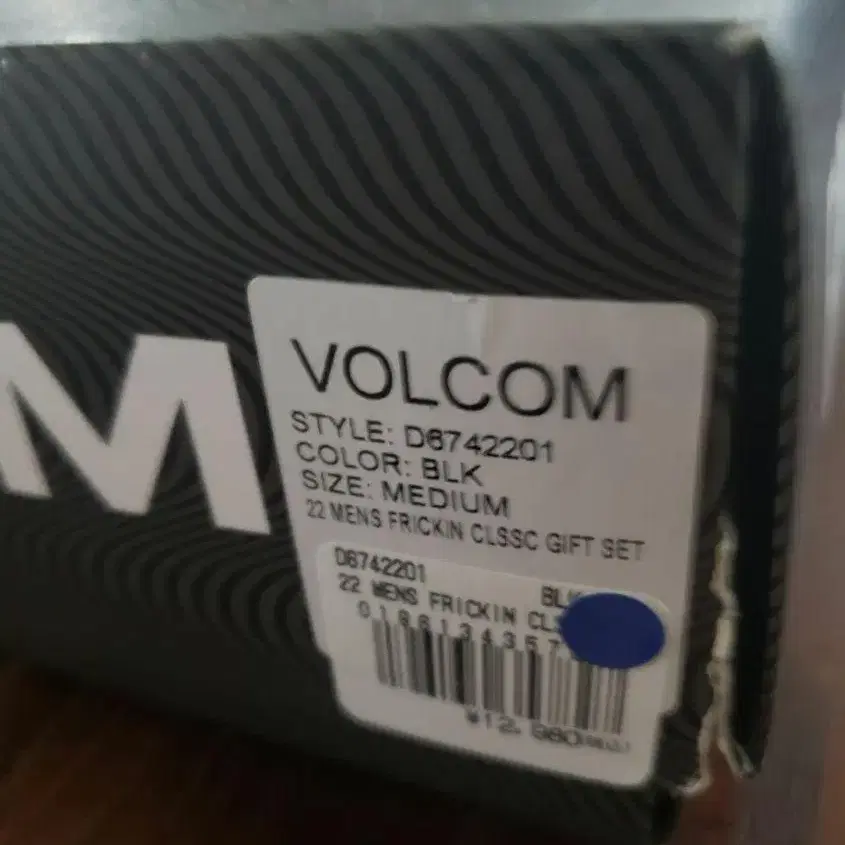 M
VOLCOM
STYLE: D6742201
COLOR: BLK
SIZE: MEDIUM
22 MENS FRICKIN CLSSC GIFT SET
D6742201
22 MENS FRICKIN